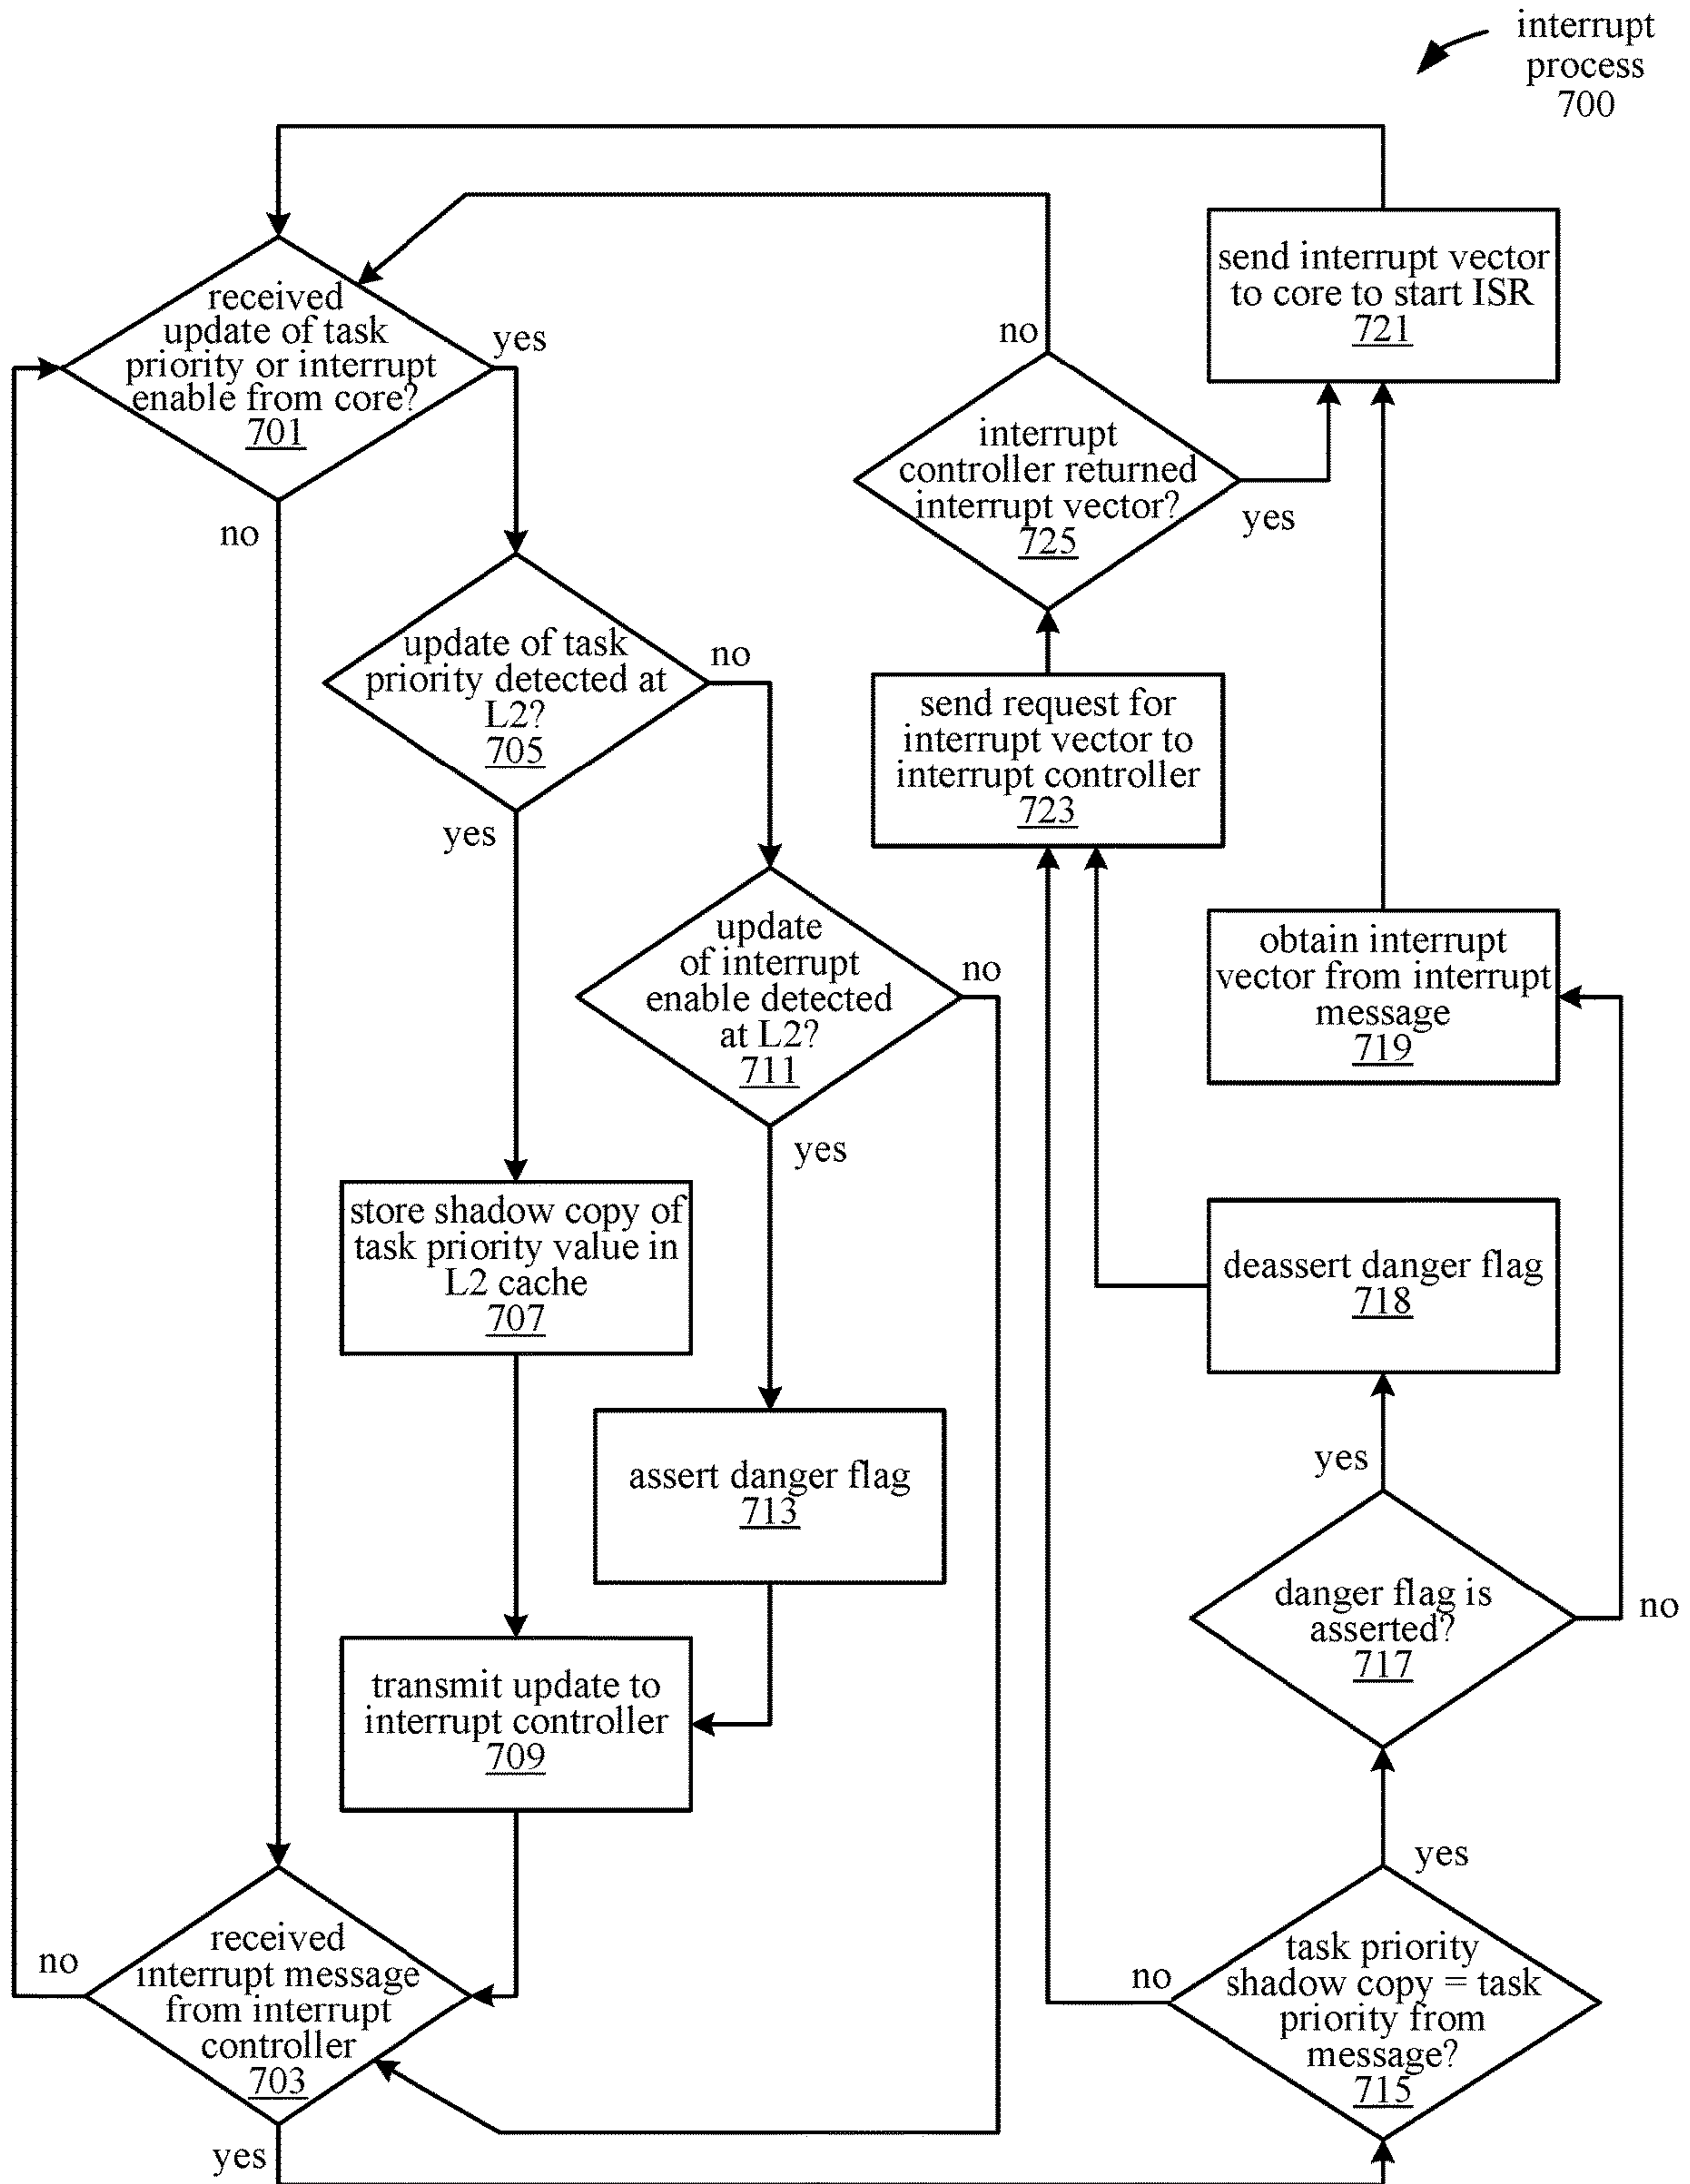 interrupt
process
700
received
update of task
priority or interrupt
enable from core?
701
yes
no
update of task
priority detected at
L2?
705
no
yes
update
of interrupt
enable detected
at L2?
711
no
yes
store shadow copy of
task priority value in
L2 cache
707
assert danger flag
713
transmit update to
interrupt controller
709
received
interrupt message
from interrupt
controller
703
no
yes
task priority
shadow copy = task
priority from
message?
715
no
yes
danger flag is
asserted?
717
yes
no
deassert danger flag
718
obtain interrupt
vector from interrupt
message
719
send request for
interrupt vector to
interrupt controller
723
interrupt
controller returned
interrupt vector?
725
no
yes
send interrupt vector
to core to start ISR
721